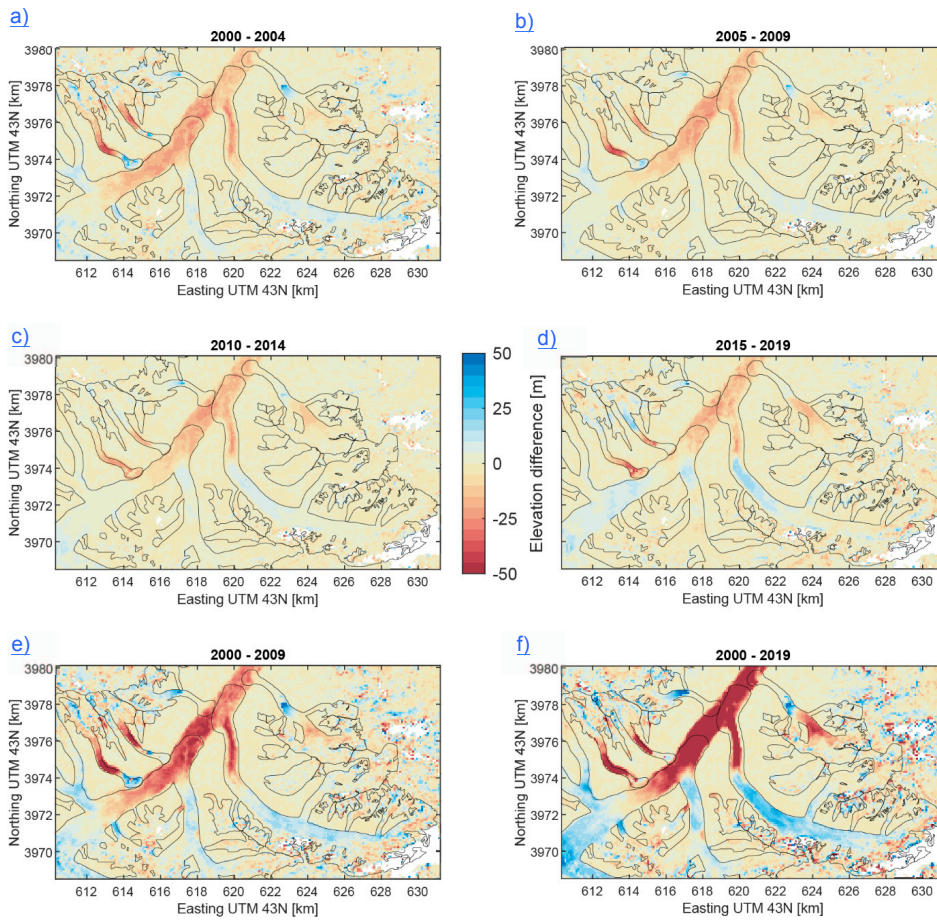 a)
2000 - 2004
3980
3978
3976
3974
3972
3970
Northing UTM 43N [km]
612 614 616 618 620 622 624 626 628 630
Easting UTM 43N [km]
b)
2005 - 2009
3980
3978
3976
3974
3972
3970
Northing UTM 43N [km]
612 614 616 618 620 622 624 626 628 630
Easting UTM 43N [km]
c)
2010 - 2014
3980
3978
3976
3974
3972
3970
Northing UTM 43N [km]
612 614 616 618 620 622 624 626 628 630
Easting UTM 43N [km]
50
25
0
-25
-50
Elevation difference [m]
d)
2015 - 2019
3980
3978
3976
3974
3972
3970
Northing UTM 43N [km]
612 614 616 618 620 622 624 626 628 630
Easting UTM 43N [km]
e)
2000 - 2009
3980
3978
3976
3974
3972
3970
Northing UTM 43N [km]
612 614 616 618 620 622 624 626 628 630
Easting UTM 43N [km]
f)
2000 - 2019
3980
3978
3976
3974
3972
3970
Northing UTM 43N [km]
612 614 616 618 620 622 624 626 628 630
Easting UTM 43N [km]